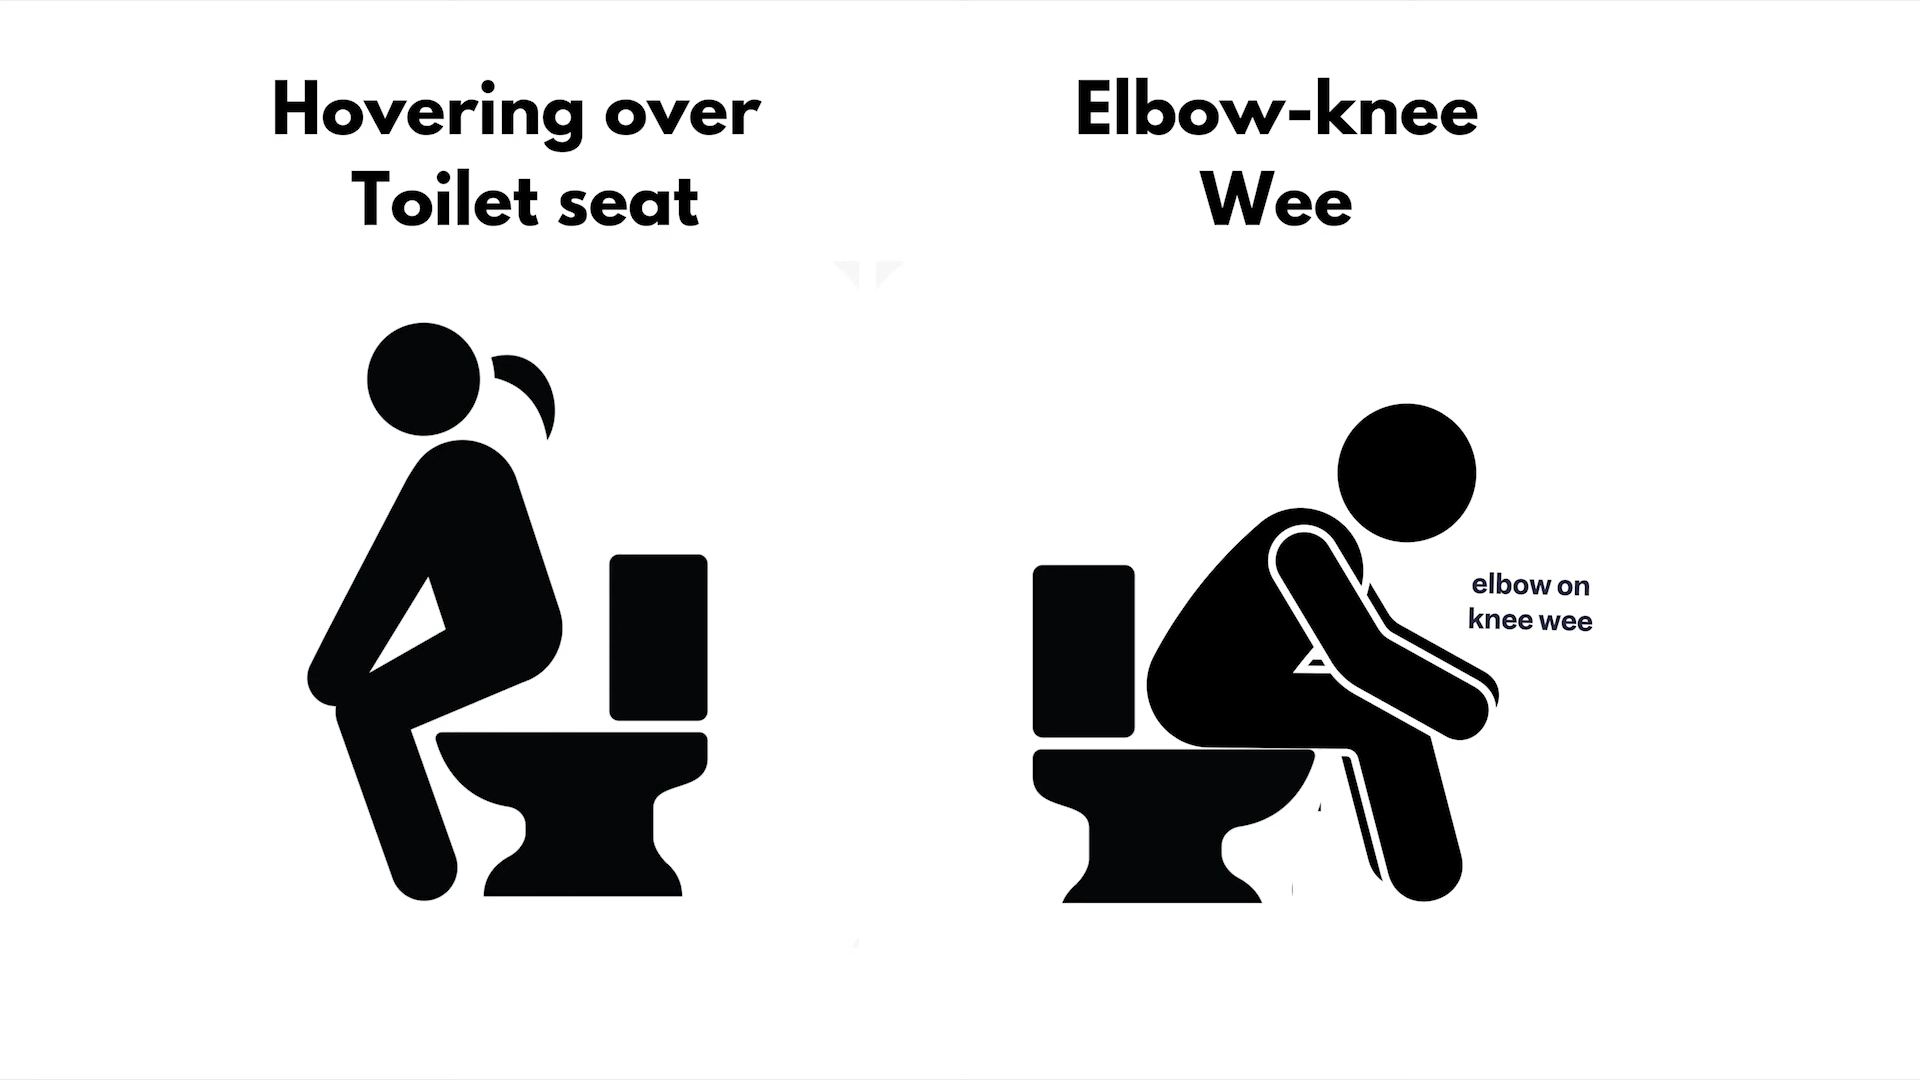 Hovering over
Toilet seat
Elbow-knee
Wee
elbow on
knee wee